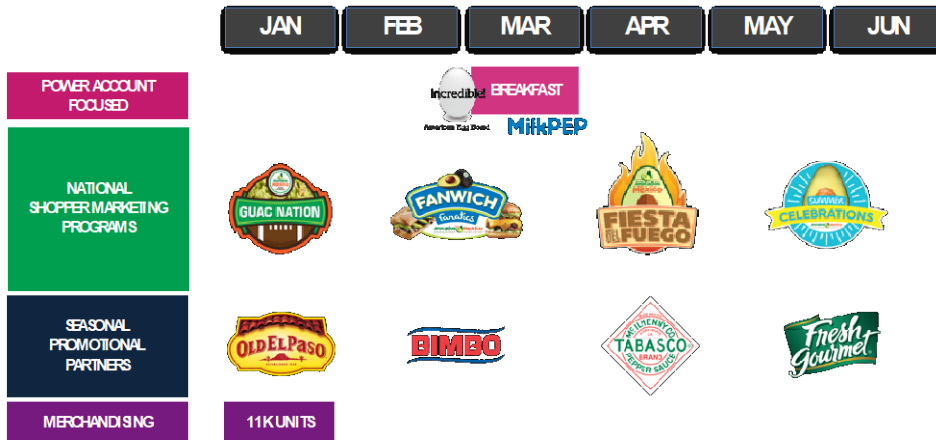 JAN FEB MAR APR MAY JUN
POWER ACCOUNT
FOCUSED
Incredible!
American Egg Board
BREAKFAST
MilkPEP
NATIONAL
SHOPPER MARKETING
PROGRAMS
GUAC NATION
FANWICH
fanatics
Mexico
FIESTA
DEL FUEGO
SUMMER
CELEBRATIONS
SEASONAL
PROMOTIONAL
PARTNERS
OLD EL PASO
BIMBO
McILHENNY CO.
TABASCO
BRAND
PEPPER SAUCE
Fresh
Gourmet
MERCHANDISING
11K UNITS